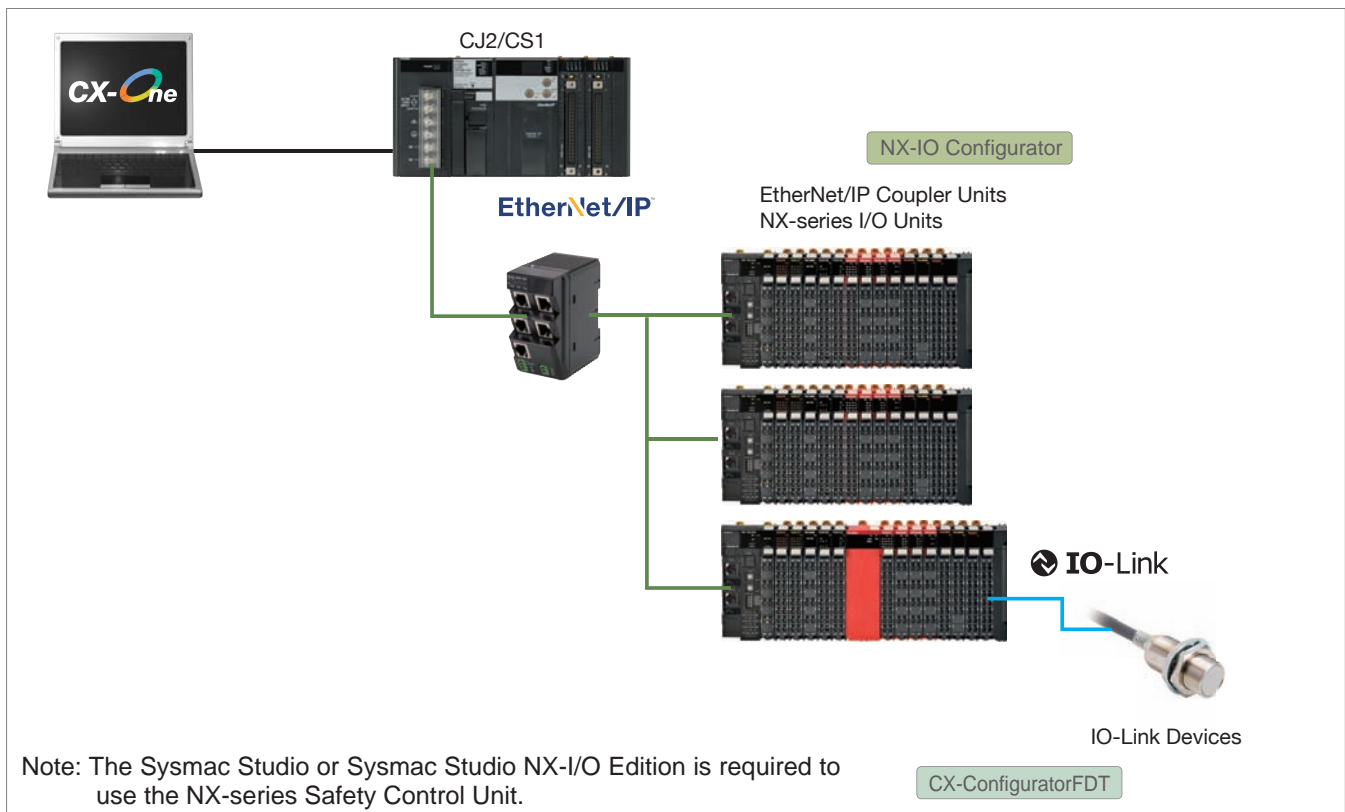 CX-One
CJ2/CS1
EtherNet/IP™
NX-IO Configurator
EtherNet/IP Coupler Units
NX-series I/O Units
IO-Link
IO-Link Devices
Note: The Sysmac Studio or Sysmac Studio NX-I/O Edition is required to
use the NX-series Safety Control Unit.
CX-ConfiguratorFDT